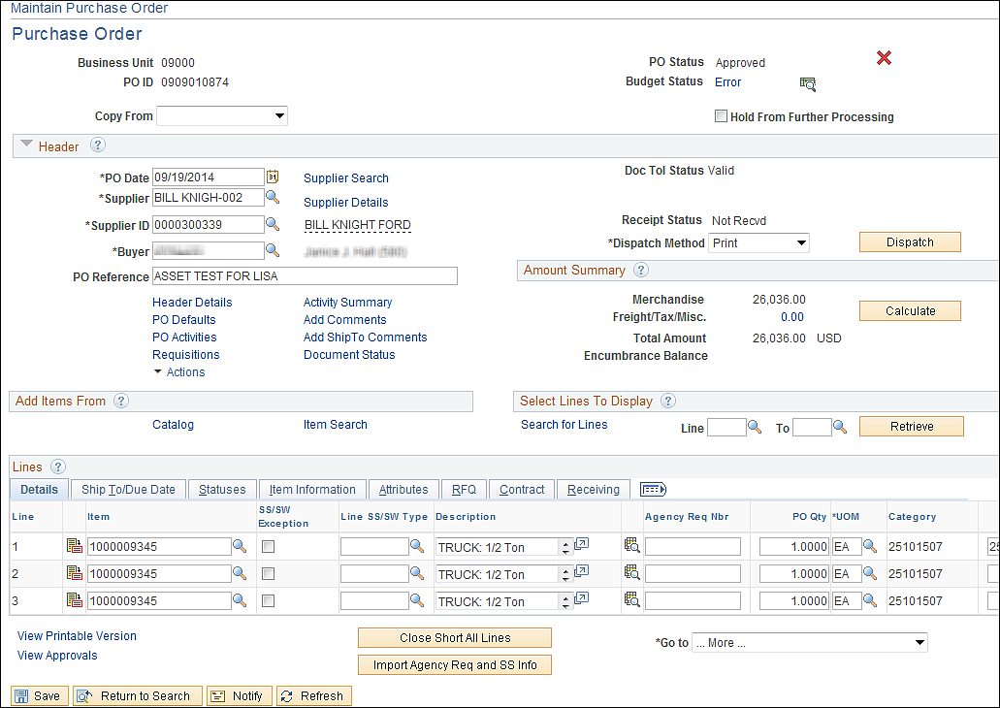 Maintain Purchase Order
Purchase Order
Business Unit 09000
PO Status Approved
PO ID 0909010874
Budget Status Error
Copy From
Hold From Further Processing
Header ?
*PO Date 09/19/2014 31 Supplier Search
Doc Tol Status Valid
*Supplier BILL KNIGH-002 Supplier Details
*Supplier ID 0000300339 BILL KNIGHT FORD
Receipt Status Not Recvd
*Buyer
*Dispatch Method Print Dispatch
PO Reference ASSET TEST FOR LISA
Amount Summary ?
Header Details Activity Summary
Merchandise 26,036.00
PO Defaults Add Comments
Freight/Tax/Misc. 0.00 Calculate
PO Activities Add ShipTo Comments
Total Amount 26,036.00 USD
Requisitions Document Status
Encumbrance Balance
Actions
Add Items From ?
Select Lines To Display ?
Catalog Item Search
Search for Lines Line To Retrieve
Lines ?
Details Ship To/Due Date Statuses Item Information Attributes RFQ Contract Receiving
Line Item SS/SW Exception Line SS/SW Type Description Agency Req Nbr PO Qty *UOM Category
1 1000009345 TRUCK: 1/2 Ton 1.0000 EA 25101507 25
2 1000009345 TRUCK: 1/2 Ton 1.0000 EA 25101507
3 1000009345 TRUCK: 1/2 Ton 1.0000 EA 25101507
View Printable Version Close Short All Lines *Go to ... More ...
View Approvals Import Agency Req and SS Info
Save Return to Search Notify Refresh